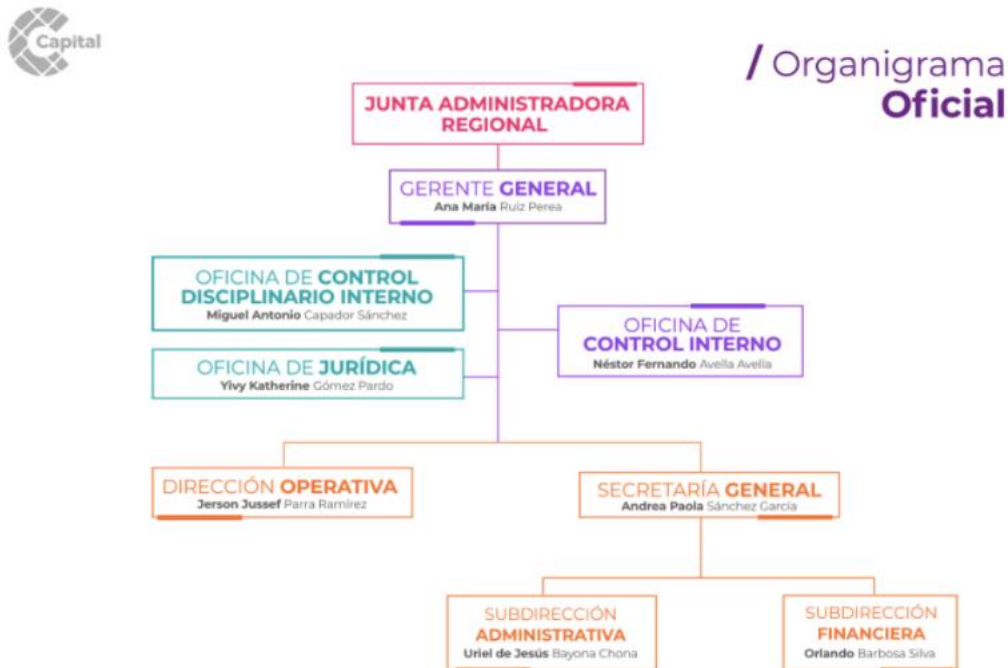 Capital
/ Organigrama
Oficial
JUNTA ADMINISTRADORA
REGIONAL
GERENTE GENERAL
Ana María Ruiz Perea
OFICINA DE CONTROL
DISCIPLINARIO INTERNO
Miguel Antonio Capador Sánchez
OFICINA DE
CONTROL INTERNO
Néstor Fernando Avella Avella
OFICINA DE JURÍDICA
Yivy Katherine Gómez Pardo
DIRECCIÓN OPERATIVA
Jerson Jussef Parra Ramírez
SECRETARÍA GENERAL
Andrea Paola Sánchez García
SUBDIRECCIÓN
ADMINISTRATIVA
Uriel de Jesús Bayona Chona
SUBDIRECCIÓN
FINANCIERA
Orlando Barbosa Silva